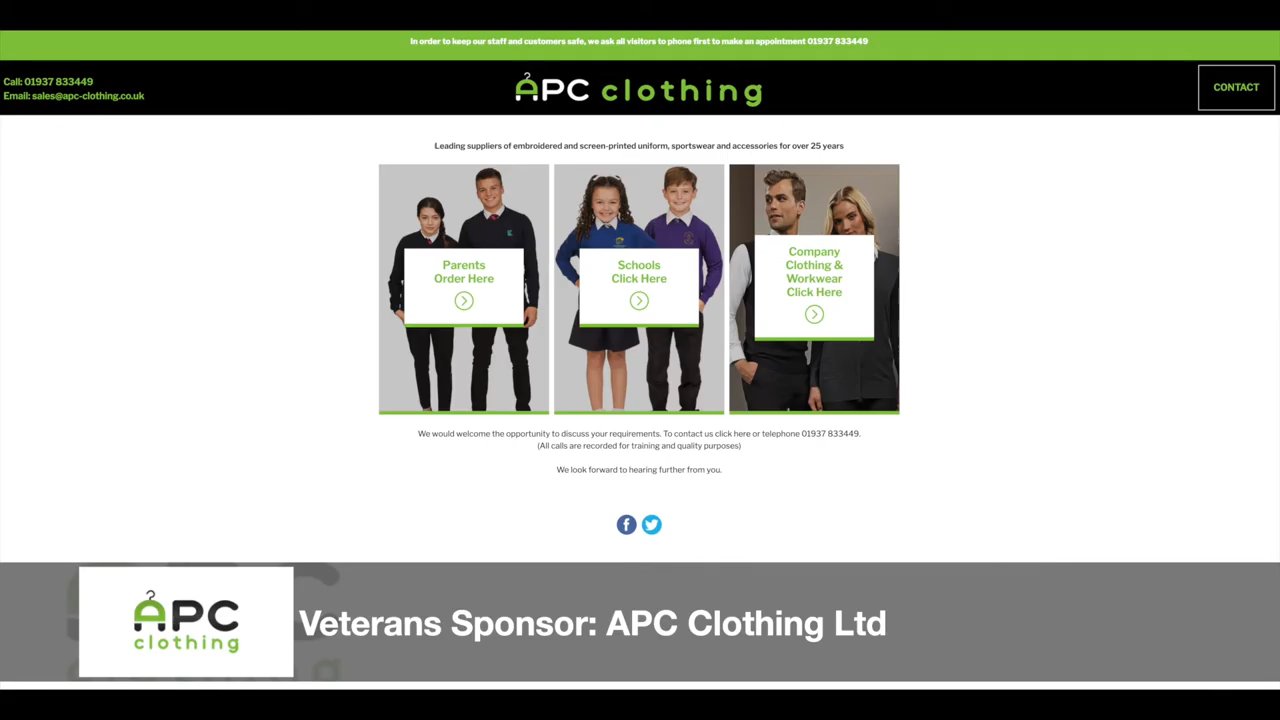 In order to keep our staff and customers safe, we ask all visitors to phone first to make an appointment 01937 833449
Call: 01937 833449
Email: sales@apc-clothing.co.uk
APC clothing
CONTACT
Leading suppliers of embroidered and screen-printed uniform, sportswear and accessories for over 25 years
Parents
Order Here
Schools
Click Here
Company
Clothing &
Workwear
Click Here
We would welcome the opportunity to discuss your requirements. To contact us click here or telephone 01937 833449.
(All calls are recorded for training and quality purposes)
We look forward to hearing further from you.
APC
clothing
Veterans Sponsor: APC Clothing Ltd